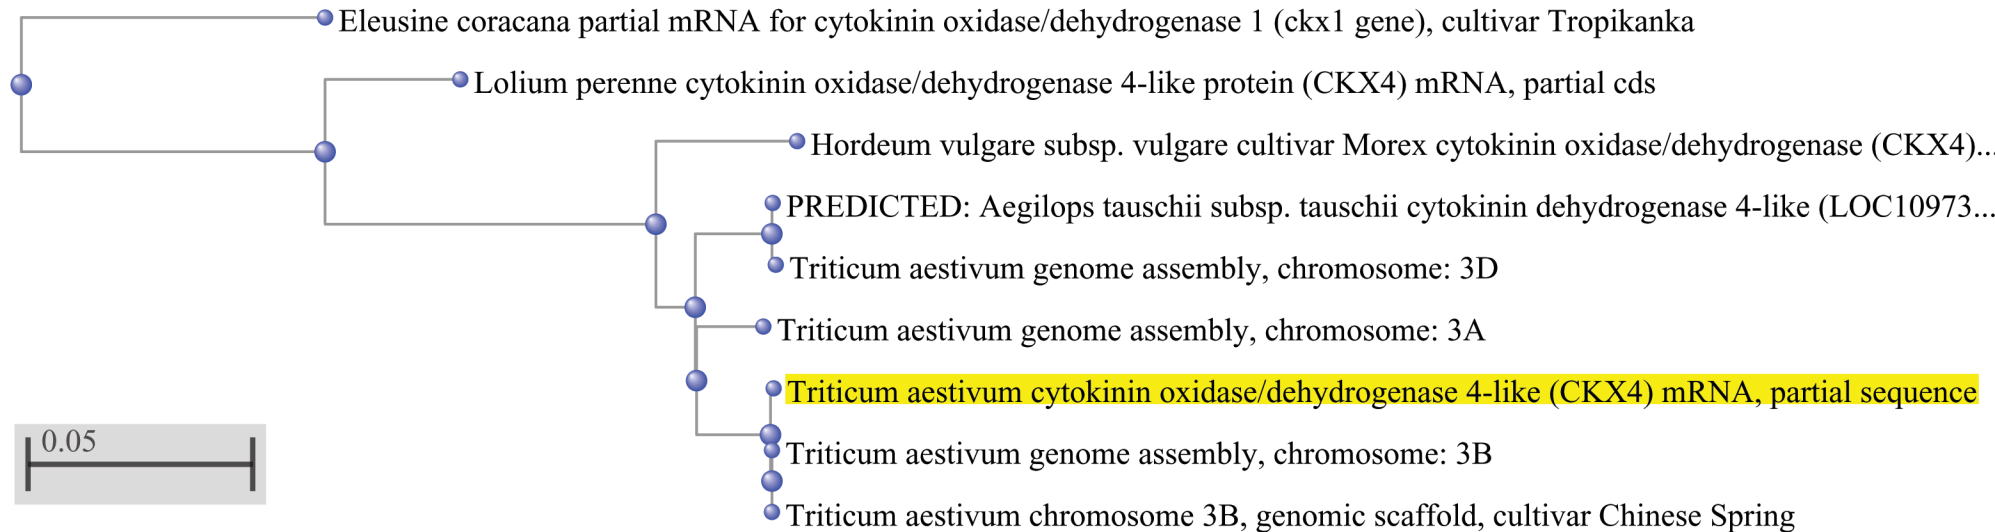 Eleusine coracana partial mRNA for cytokinin oxidase/dehydrogenase 1 (ckx1 gene), cultivar Tropikanka
Lolium perenne cytokinin oxidase/dehydrogenase 4-like protein (CKX4) mRNA, partial cds
Hordeum vulgare subsp. vulgare cultivar Morex cytokinin oxidase/dehydrogenase (CKX4)...
PREDICTED: Aegilops tauschii subsp. tauschii cytokinin dehydrogenase 4-like (LOC10973...
Triticum aestivum genome assembly, chromosome: 3D
Triticum aestivum genome assembly, chromosome: 3A
Triticum aestivum cytokinin oxidase/dehydrogenase 4-like (CKX4) mRNA, partial sequence
0.05
Triticum aestivum genome assembly, chromosome: 3B
Triticum aestivum chromosome 3B, genomic scaffold, cultivar Chinese Spring